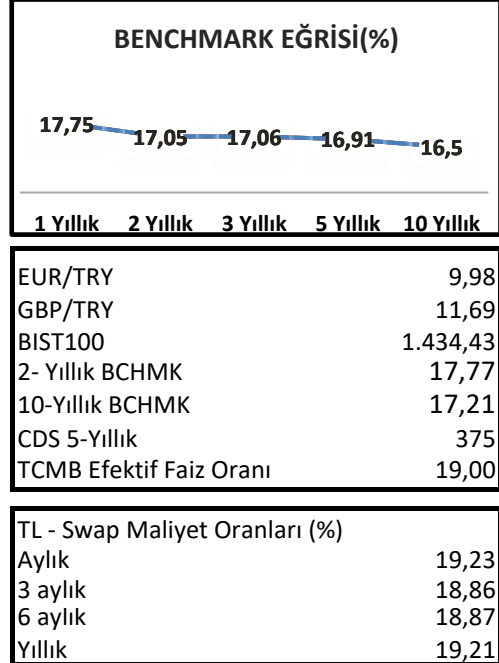 BENCHMARK EĞRİSİ(%)
17,75 17,05 17,06 16,91 16,5
1 Yıllık 2 Yıllık 3 Yıllık 5 Yıllık 10 Yıllık
EUR/TRY 9,98
GBP/TRY 11,69
BIST100 1.434,43
2- Yıllık BCHMK 17,77
10-Yıllık BCHMK 17,21
CDS 5-Yıllık 375
TCMB Efektif Faiz Oranı 19,00
TL - Swap Maliyet Oranları (%)
Aylık 19,23
3 aylık 18,86
6 aylık 18,87
Yıllık 19,21